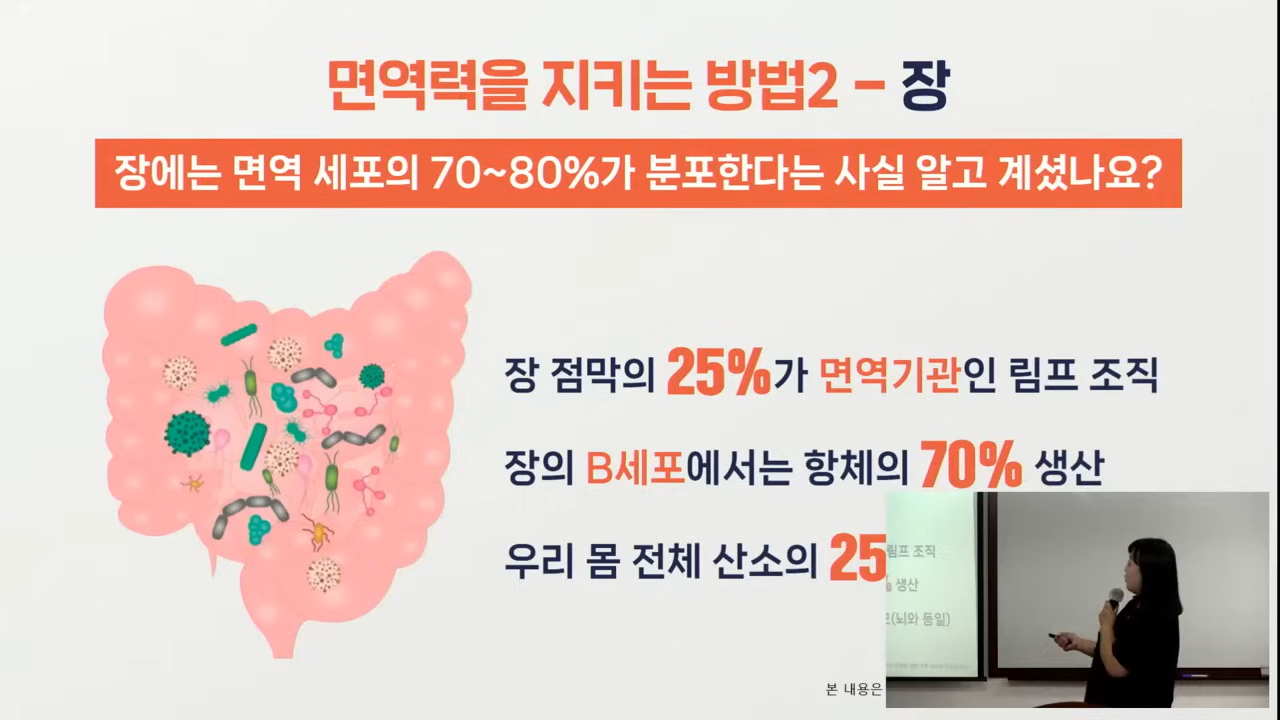 면역력을 지키는 방법2 - 장
장에는 면역 세포의 70~80%가 분포한다는 사실 알고 계셨나요?
장 점막의 25%가 면역기관인 림프 조직
장의 B세포에서는 항체의 70% 생산
우리 몸 전체 산소의 25
본 내용은
림프 조직
% 생산
(뇌와 동일)